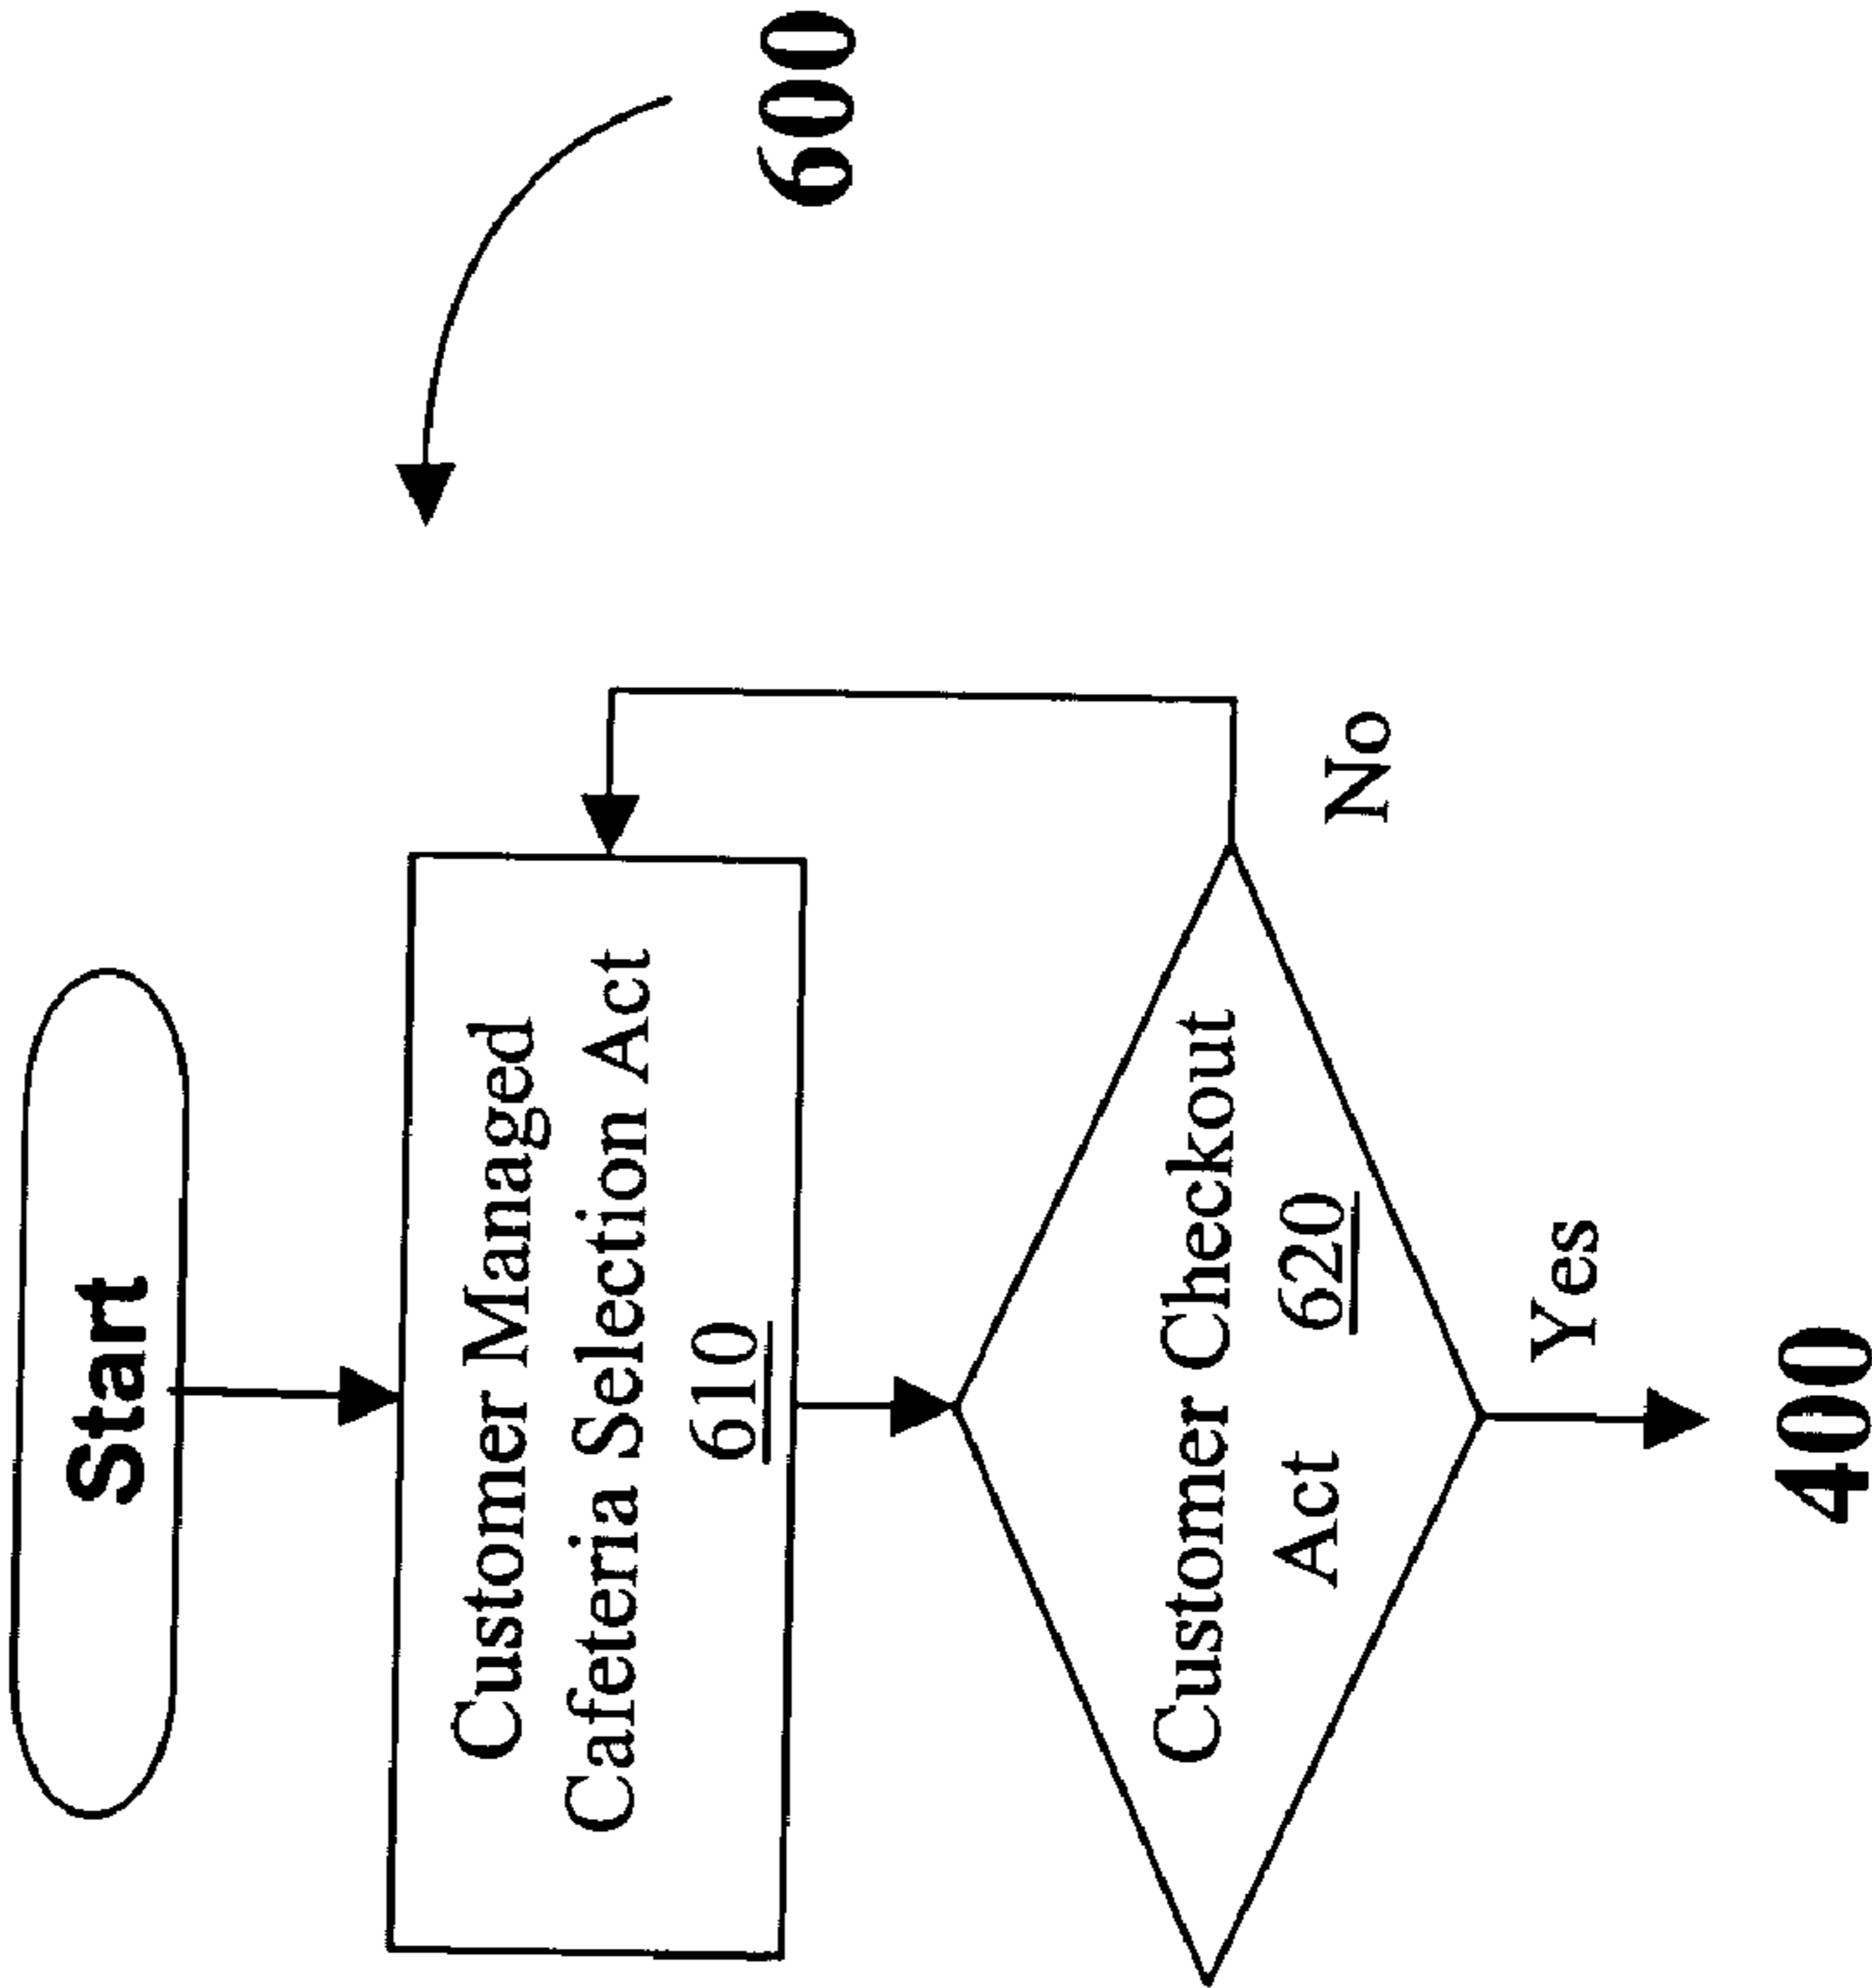 Start
600
Customer Managed
Cafeteria Selection Act
610
Customer Checkout
Act 620
No
Yes
400